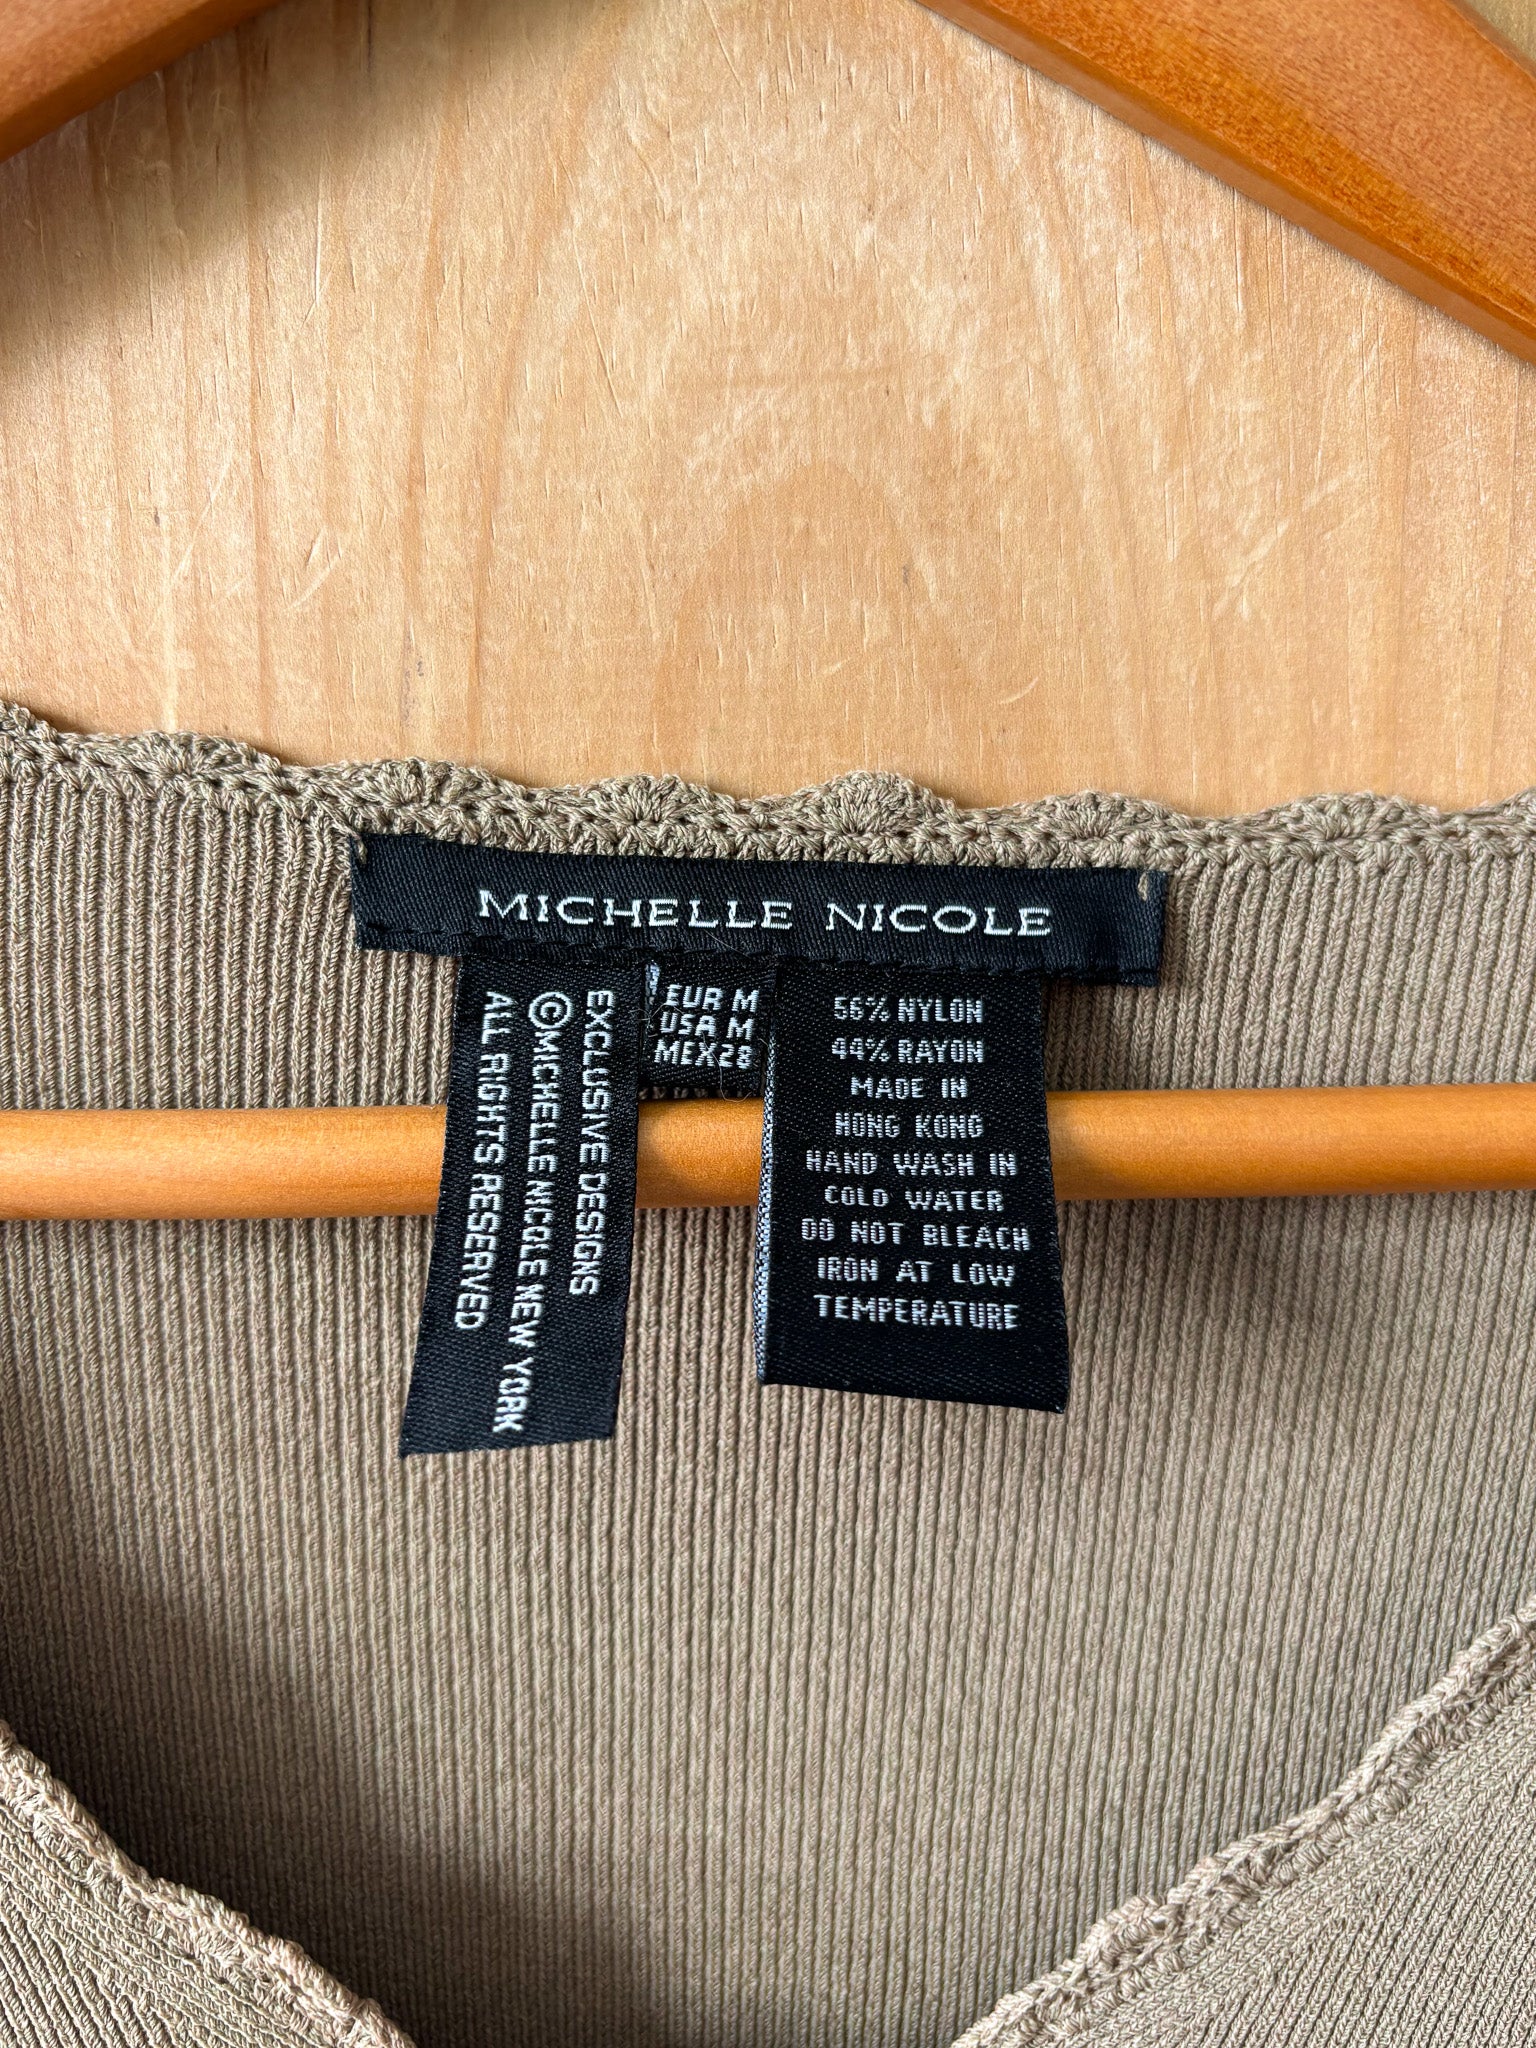 MICHELLE NICOLE
EXCLUSIVE DESIGNS
©MICHELLE NICOLE NEW YORK
ALL RIGHTS RESERVED
EUR M
USA M
MEX28
56% NYLON
44% RAYON
MADE IN
HONG KONG
HAND WASH IN
COLD WATER
DO NOT BLEACH
IRON AT LOW
TEMPERATURE